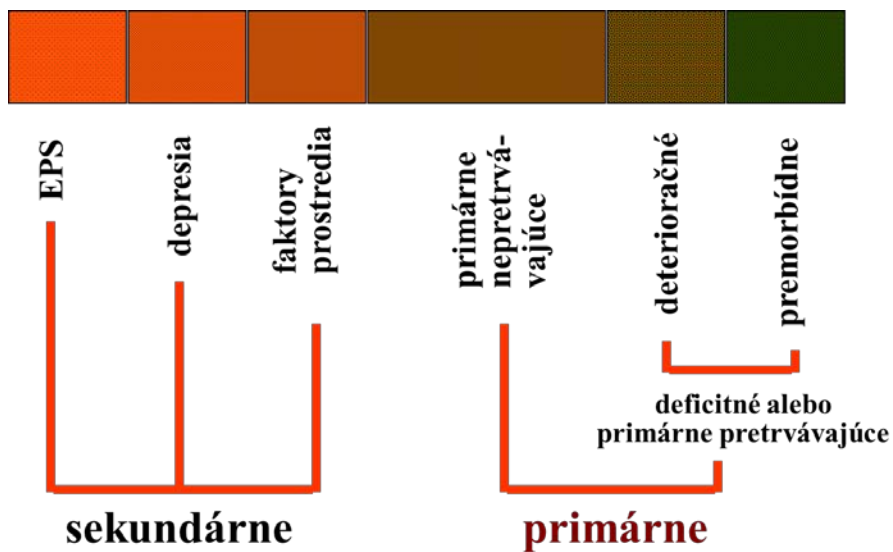 EPS
depresia
faktory
prostredia
primárne
nepretrvá-
vajúce
deterioračné
premorbídne
deficitné alebo
primárne pretrvávajúce
sekundárne
primárne